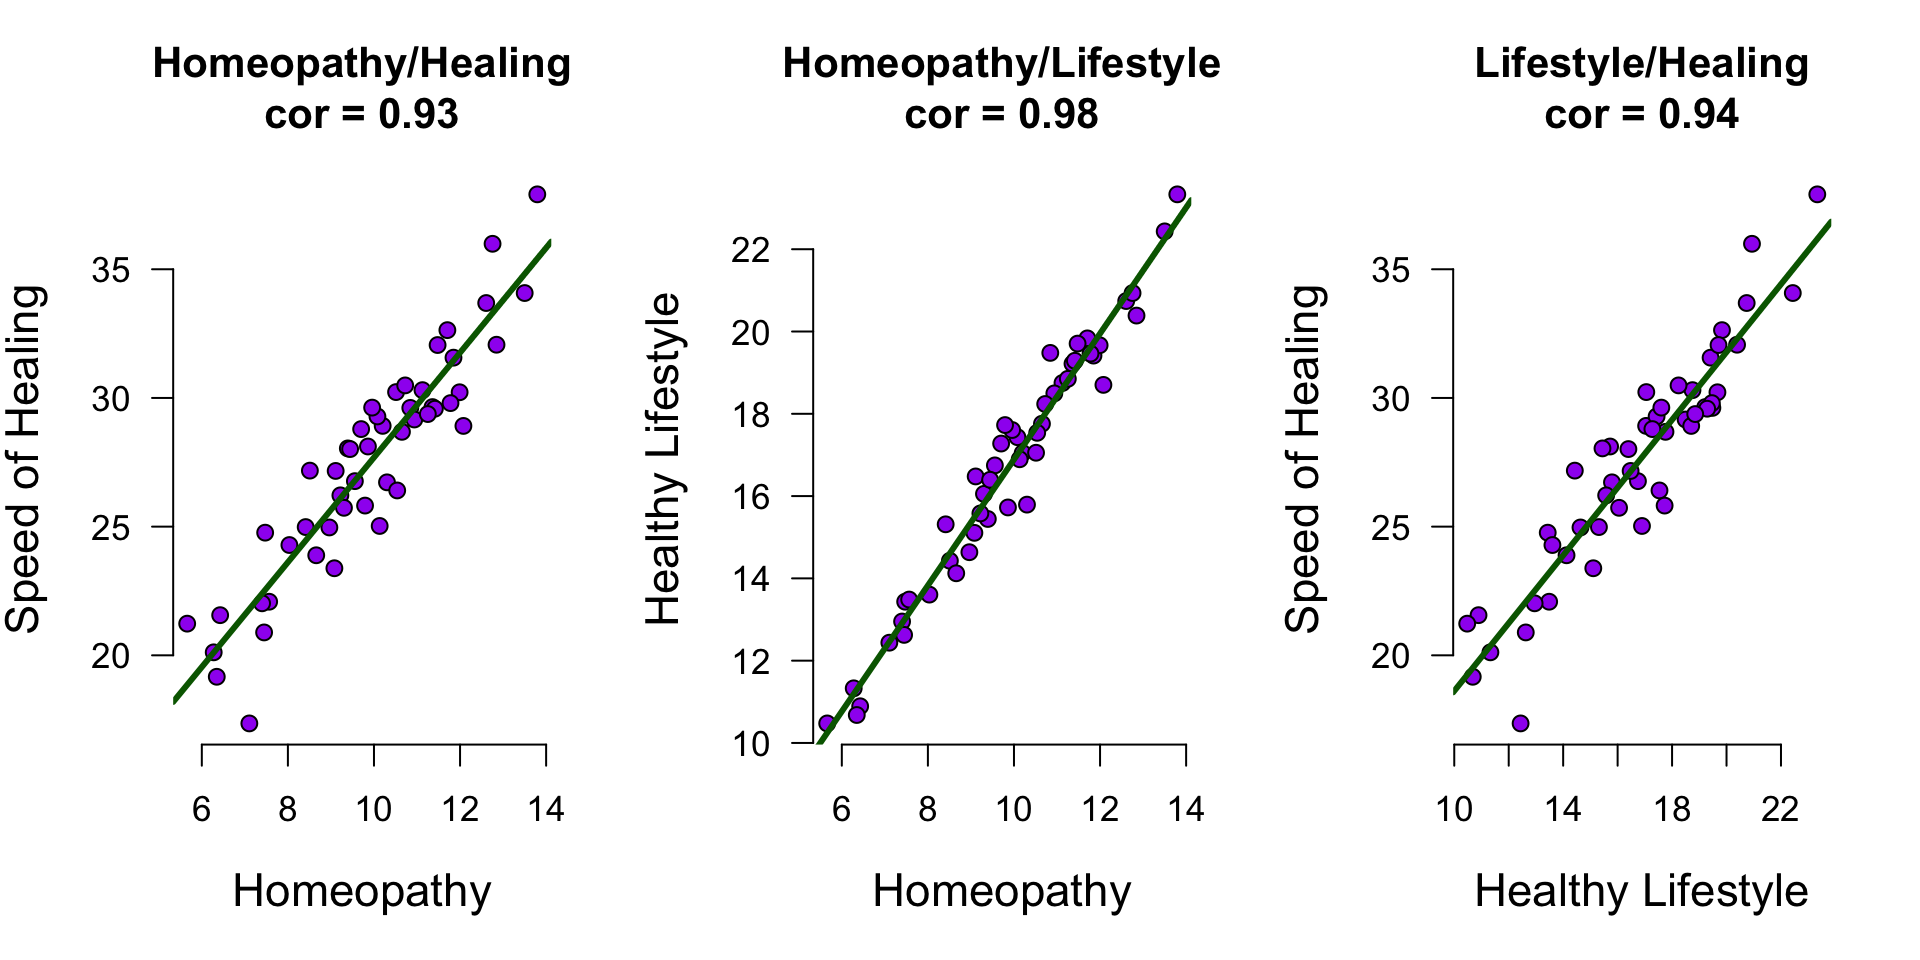 Homeopathy/Healing
cor = 0.93
Speed of Healing
35
30
25
20
6 8 10 12 14
Homeopathy
Homeopathy/Lifestyle
cor = 0.98
Healthy Lifestyle
22
20
18
16
14
12
10
6 8 10 12 14
Homeopathy
Lifestyle/Healing
cor = 0.94
Speed of Healing
35
30
25
20
10 14 18 22
Healthy Lifestyle